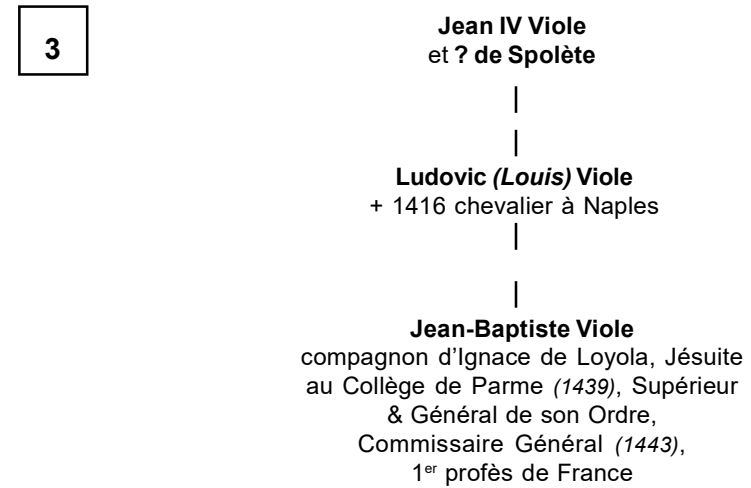 3
Jean IV Viole
et ? de Spolète
Ludovic (Louis) Viole
+ 1416 chevalier à Naples
Jean-Baptiste Viole
compagnon d’Ignace de Loyola, Jésuite
au Collège de Parme (1439), Supérieur
& Général de son Ordre,
Commissaire Général (1443),
1er profès de France